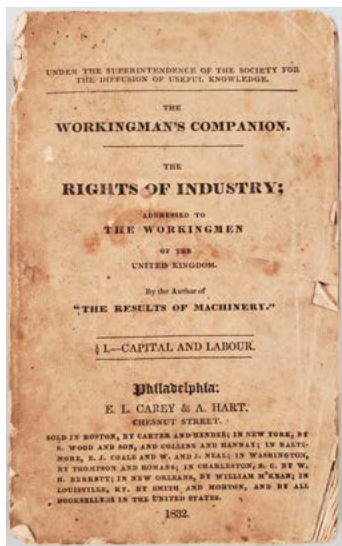 UNDER THE SUPERINTENDENCE OF THE SOCIETY FOR
THE DIFFUSION OF USEFUL KNOWLEDGE.
THE
WORKINGMAN'S COMPANION.
THE
RIGHTS OF INDUSTRY;
ADDRESSED TO
THE WORKINGMEN
OF THE
UNITED KINGDOM.
By the Author of
"THE RESULTS OF MACHINERY."
§ I.—CAPITAL AND LABOUR.
Philadelphia:
E. L. CAREY & A. HART,
CHESNUT STREET.
SOLD IN BOSTON, BY CARTER AND HENDEE; IN NEW YORK, BY
S. WOOD AND SON, AND COLLINS AND HANNAY; IN BALTI-
MORE, E. J. COALE AND W. AND J. NEAL; IN WASHINGTON,
BY THOMPSON AND HOMANS; IN CHARLESTON, S. C. BY W.
H. BERRETT; IN NEW ORLEANS, BY WILLIAM M'KEAN; IN
LOUISVILLE, KY. BY SMITH AND MORTON, AND BY ALL
BOOKSELLERS IN THE UNITED STATES.
1832.